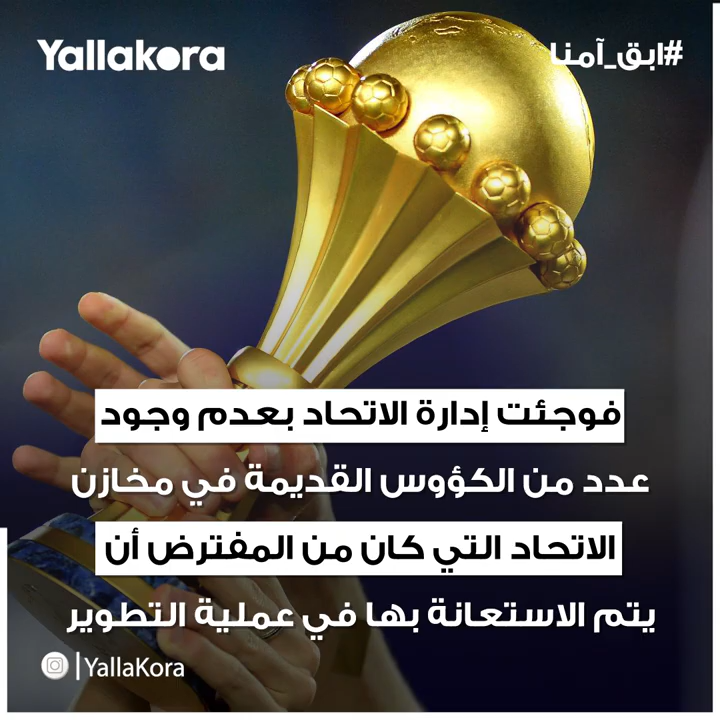 Yallakora
#ابق_آمنا
فوجئت إدارة الاتحاد بعدم وجود
عدد من الكؤوس القديمة في مخازن
الاتحاد التي كان من المفترض أن
يتم الاستعانة بها في عملية التطوير
|YallaKora